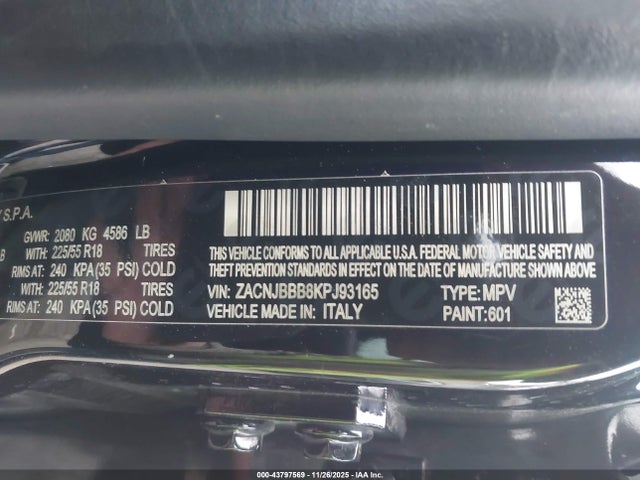 Y S.P.A.
GVWR: 2080 KG 4586 LB
B WITH: 225/55 R18 TIRES
RIMS AT: 240 KPA (35 PSI) COLD
WITH: 225/55 R18 TIRES
RIMS AT: 240 KPA (35 PSI) COLD
THIS VEHICLE CONFORMS TO ALL APPLICABLE U.S.A. FEDERAL MOTOR VEHICLE SAFETY AND
THEFT PREVENTION STANDARDS IN EFFECT ON THE DATE OF MANUFACTURE SHOWN ABOVE
VIN: ZACNJBBB8KPJ93165 TYPE: MPV
VEHICLE MADE IN: ITALY PAINT: 601
000-43797569 | 11/26/2025 | IAA Inc.